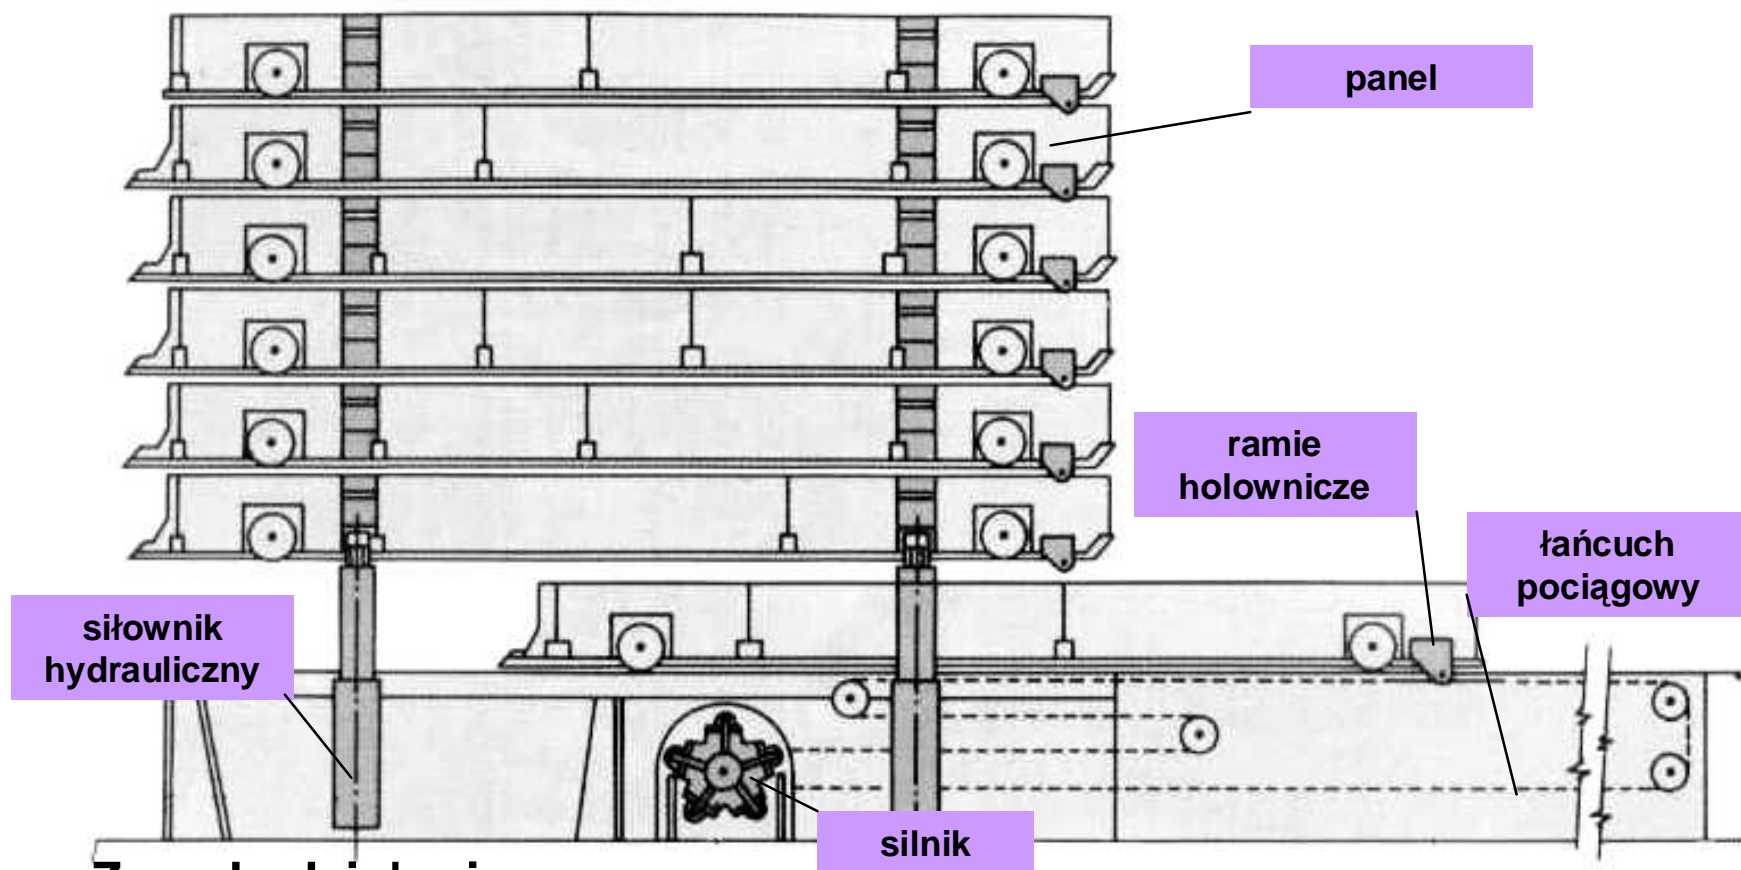 panel
ramie
holownicze
łańcuch
pociągowy
siłownik
hydrauliczny
silnik